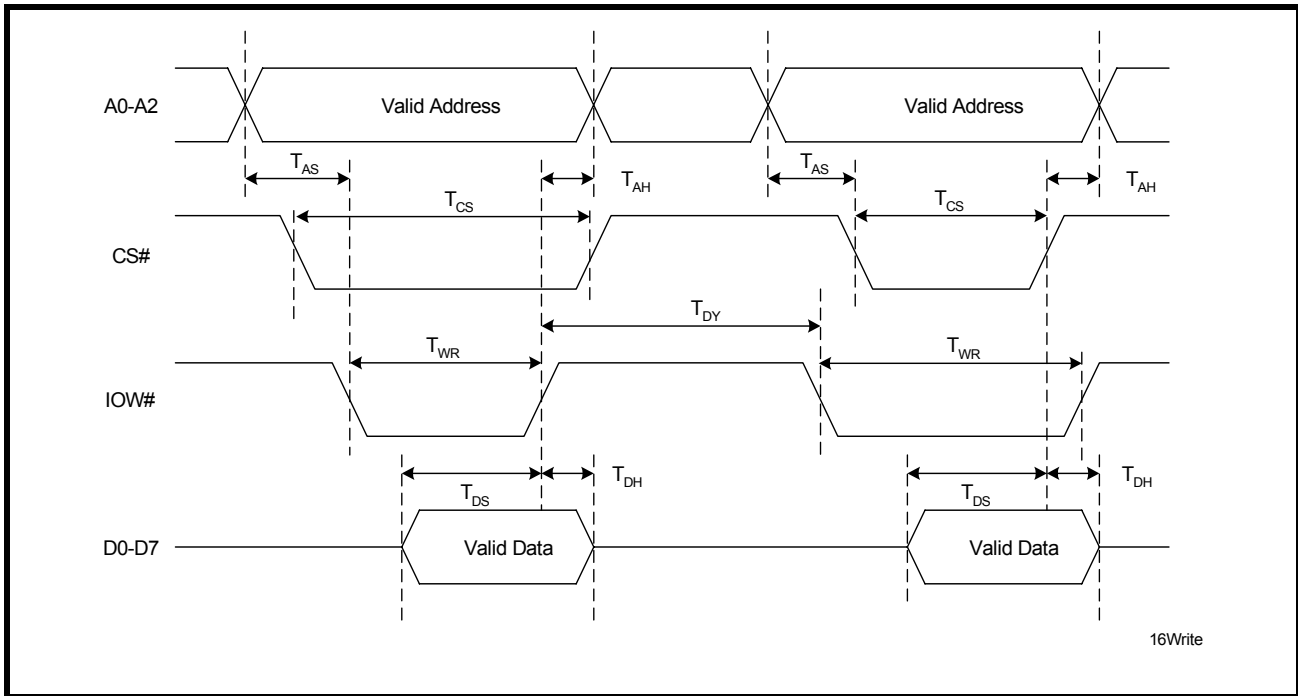 A0-A2
Valid Address
Valid Address
TAS
TAH
TAS
TAH
TCS
TCS
CS#
TDY
TWR
TWR
IOW#
TDS
TDH
TDS
TDH
D0-D7
Valid Data
Valid Data
16Write